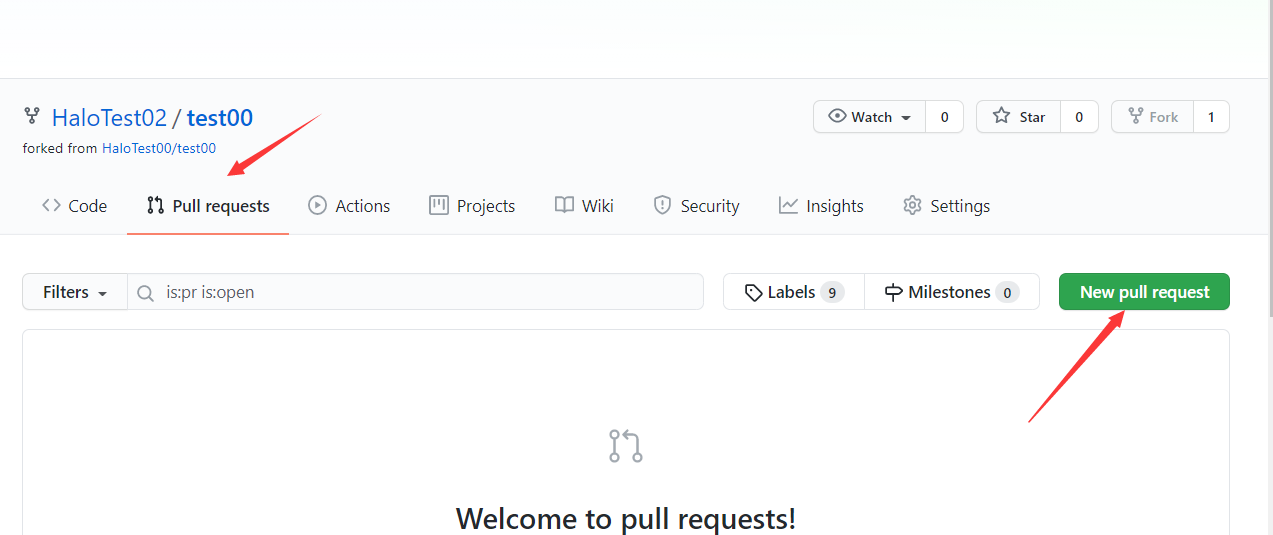 HaloTest02 / test00
Watch 0 Star 0 Fork 1
forked from HaloTest00/test00
Code Pull requests Actions Projects Wiki Security Insights Settings
Filters is:pr is:open Labels 9 Milestones 0 New pull request
Welcome to pull requests!